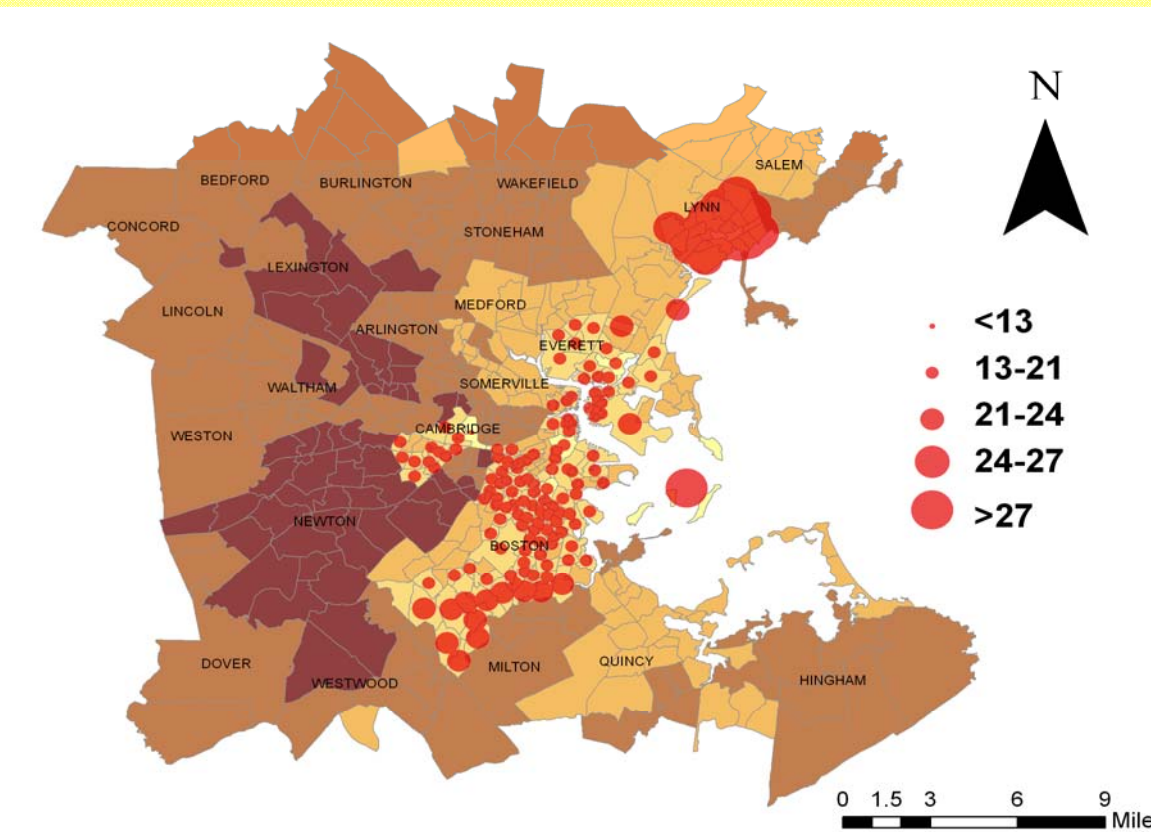 N
SALEM
BEDFORD
BURLINGTON
WAKEFIELD
LYNN
CONCORD
STONEHAM
LEXINGTON
LINCOLN
MEDFORD
ARLINGTON
EVERETT
WALTHAM
SOMERVILLE
WESTON
CAMBRIDGE
NEWTON
BOSTON
DOVER
MILTON
QUINCY
WESTWOOD
HINGHAM
<13
13-21
21-24
24-27
>27
0 1.5 3 6 9
Mile